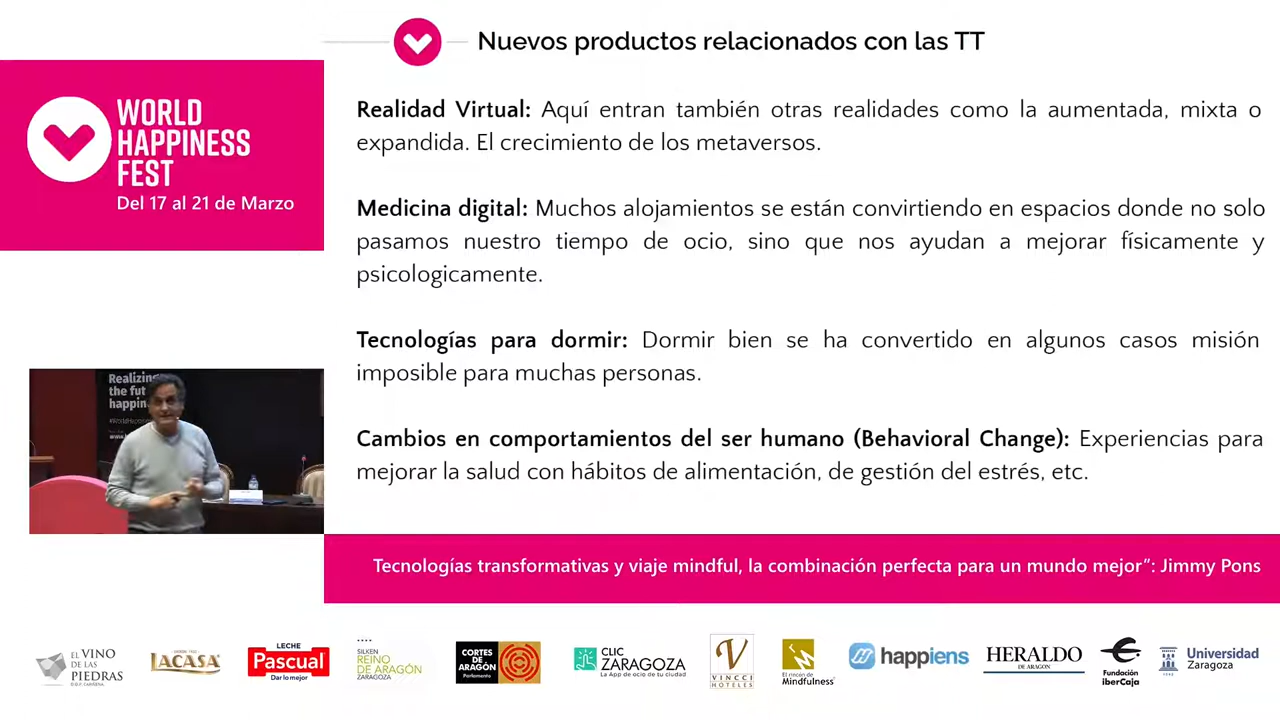 Nuevos productos relacionados con las TT
WORLD
HAPPINESS
FEST
Del 17 al 21 de Marzo
Realidad Virtual: Aquí entran también otras realidades como la aumentada, mixta o
expandida. El crecimiento de los metaversos.
Medicina digital: Muchos alojamientos se están convirtiendo en espacios donde no solo
pasamos nuestro tiempo de ocio, sino que nos ayudan a mejorar físicamente y
psicologicamente.
Tecnologías para dormir: Dormir bien se ha convertido en algunos casos misión
imposible para muchas personas.
Cambios en comportamientos del ser humano (Behavioral Change): Experiencias para
mejorar la salud con hábitos de alimentación, de gestión del estrés, etc.
Realizing
the fut
happin
Tecnologías transformativas y viaje mindful, la combinación perfecta para un mundo mejor”: Jimmy Pons
EL VINO
DE LAS
PIEDRAS
LACASA
LECHE
Pascual
Dar lo mejor
SILKEN
REINO
DE ARAGÓN
ZARAGOZA
CORTES
DE
ARAGÓN
Parlamento
CLIC
ZARAGOZA
La App de ocio de tu ciudad
V
VINCCI
HOTELES
El rincón de
Mindfulness
happiens
HERALDO
DE ARAGON
Fundación
iberCaja
Universidad
Zaragoza